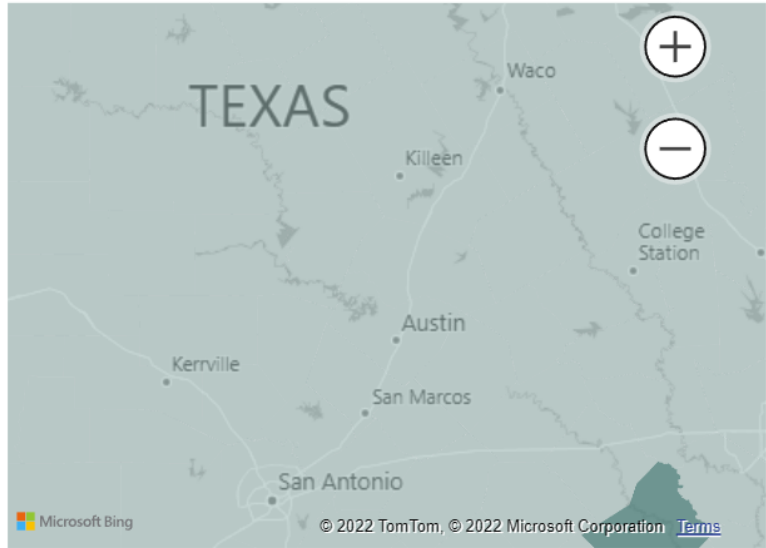 Waco
TEXAS
Killeen
College
Station
Austin
Kerrville
San Marcos
San Antonio
Microsoft Bing
© 2022 TomTom, © 2022 Microsoft Corporation Terms